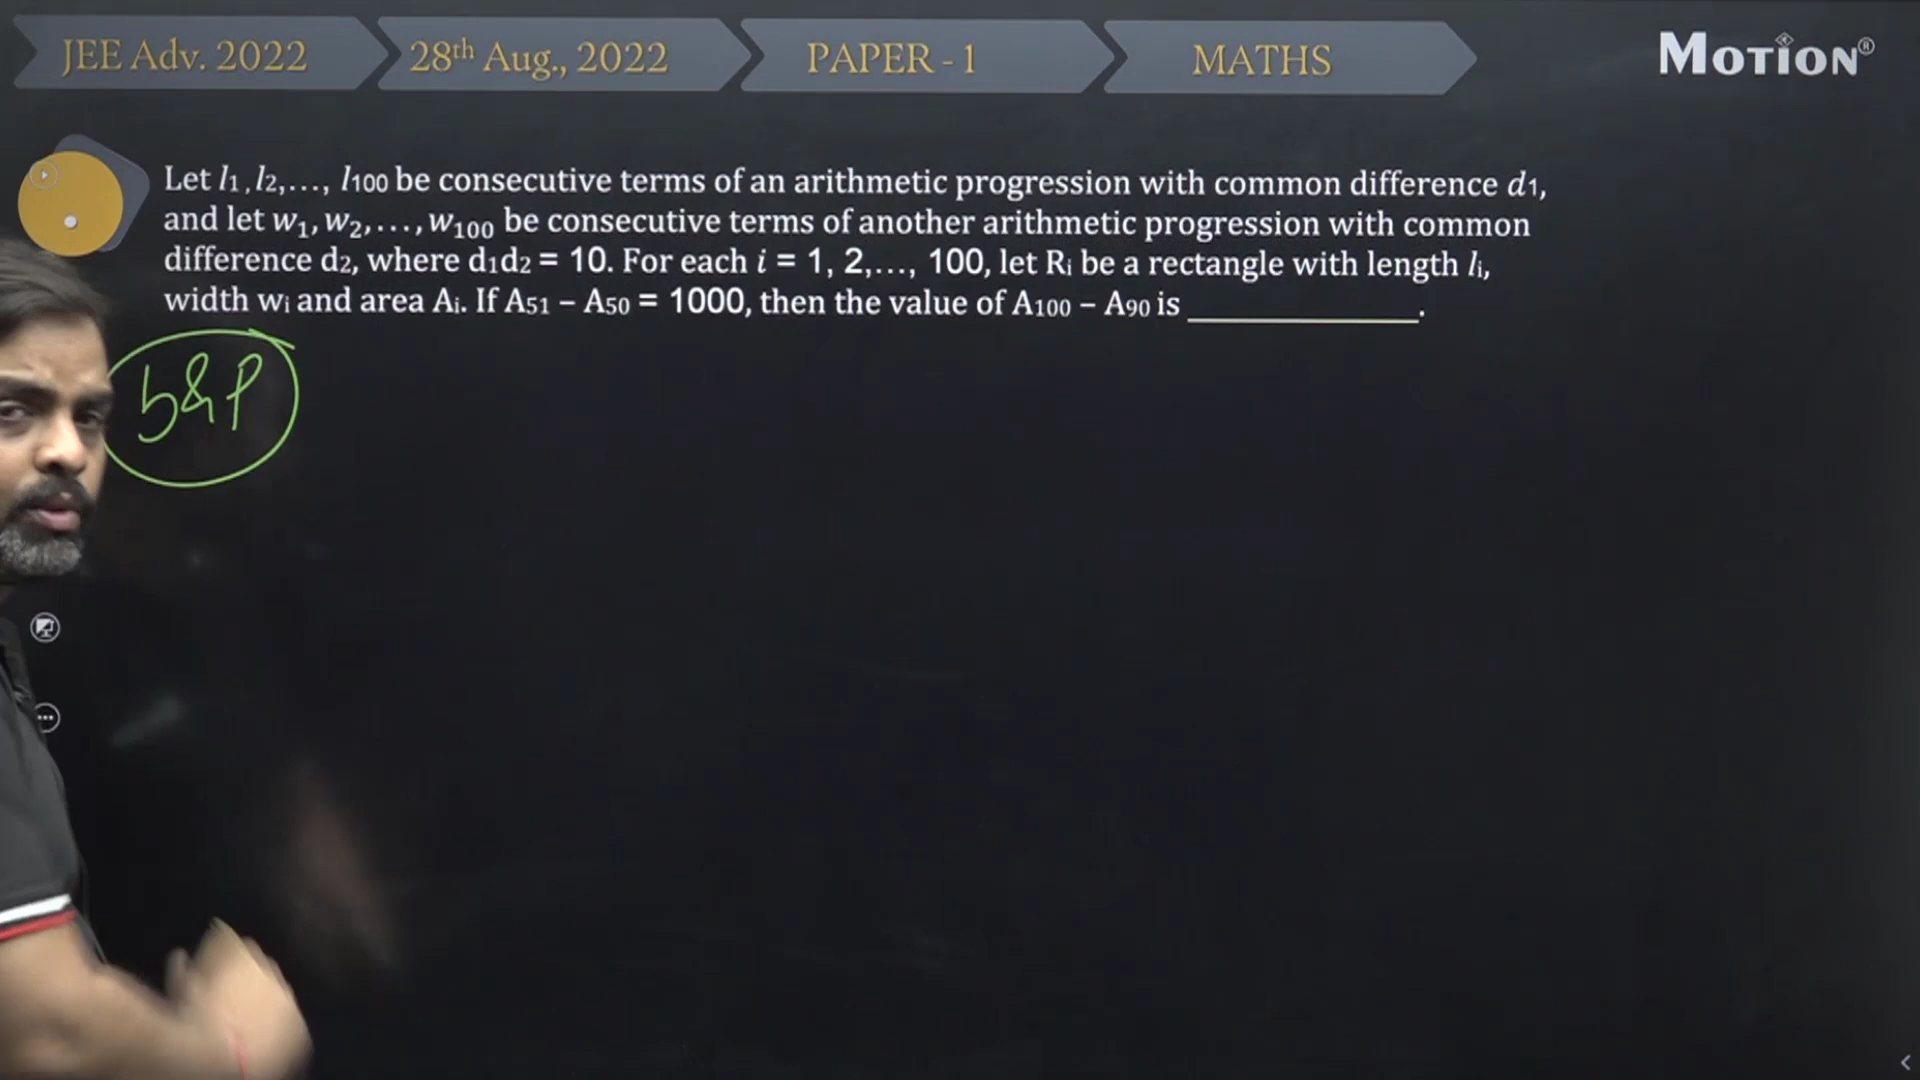 JEE Adv. 2022
28th Aug., 2022
PAPER - 1
MATHS
MOTION®
Let l₁, l₂,..., l₁₀₀ be consecutive terms of an arithmetic progression with common difference d₁,
and let w₁, w₂,..., w₁₀₀ be consecutive terms of another arithmetic progression with common
difference d₂, where d₁d₂ = 10. For each i = 1, 2,..., 100, let Rᵢ be a rectangle with length lᵢ,
width wᵢ and area Aᵢ. If A₅₁ – A₅₀ = 1000, then the value of A₁₀₀ – A₉₀ is __________.